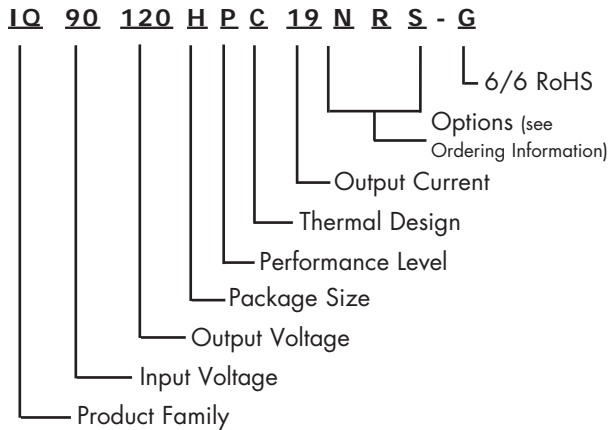 IQ 90 120 H P C 19 N R S - G
6/6 RoHS
Options (see
Ordering Information)
Output Current
Thermal Design
Performance Level
Package Size
Output Voltage
Input Voltage
Product Family